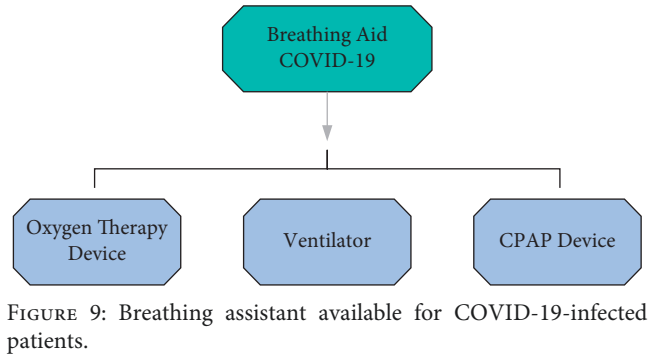 Breathing Aid
COVID-19
Oxygen Therapy
Device
Ventilator
CPAP Device
FIGURE 9: Breathing assistant available for COVID-19-infected
patients.